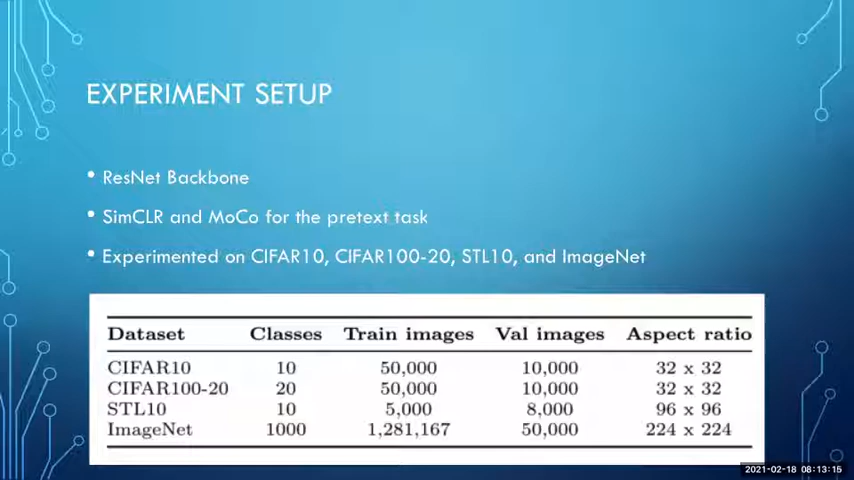 EXPERIMENT SETUP
• ResNet Backbone
• SimCLR and MoCo for the pretext task
• Experimented on CIFAR10, CIFAR100-20, STL10, and ImageNet
Dataset Classes Train images Val images Aspect ratio
CIFAR10 10 50,000 10,000 32 x 32
CIFAR100-20 20 50,000 10,000 32 x 32
STL10 10 5,000 8,000 96 x 96
ImageNet 1000 1,281,167 50,000 224 x 224
2021-02-18 08:13:15